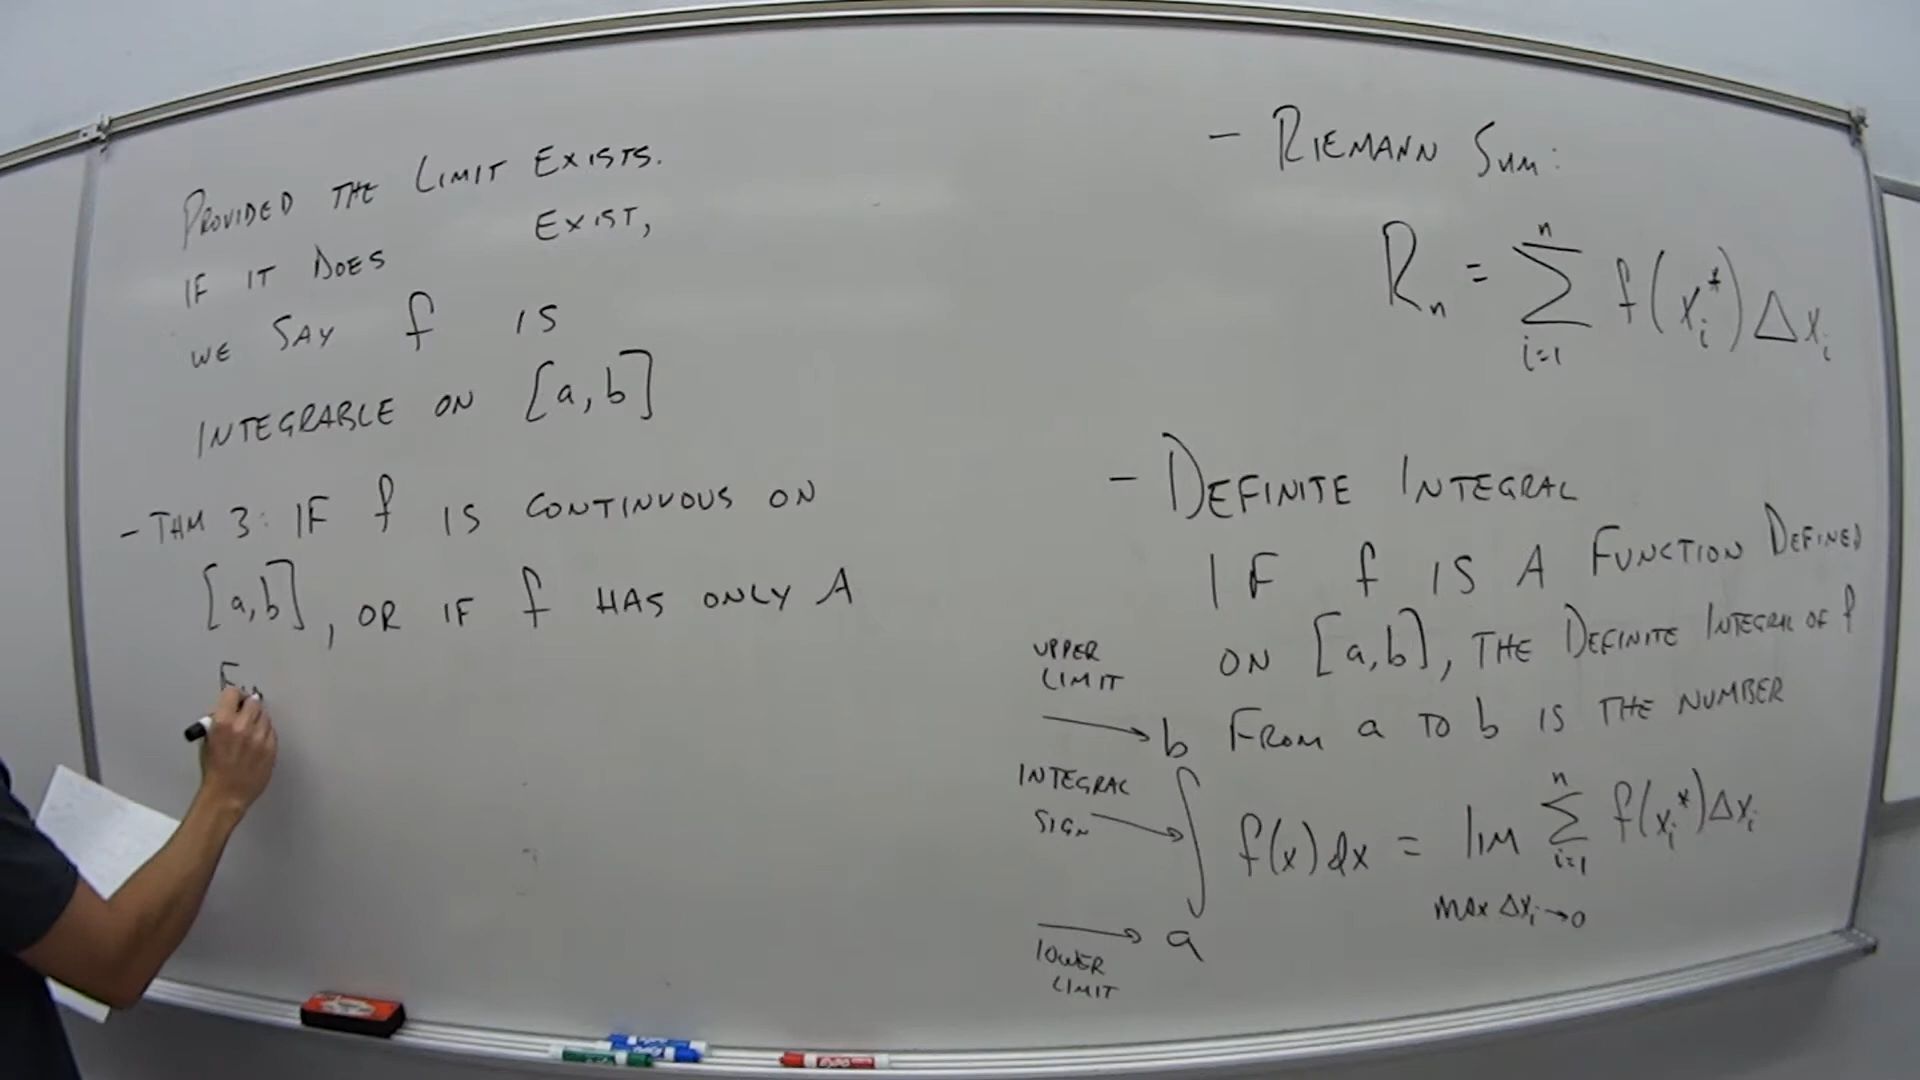 PROVIDED THE LIMIT EXISTS.
IF IT DOES EXIST,
WE SAY f IS
INTEGRABLE ON [a,b]
- THM 3: IF f IS CONTINUOUS ON
[a,b], OR IF f HAS ONLY A
- RIEMANN SUM:
n
Rₙ = ∑ f(xᵢ*)Δxᵢ
i=1
- DEFINITE INTEGRAL
IF f IS A FUNCTION DEFINED
ON [a,b], THE DEFINITE INTEGRAL OF f
FROM a TO b IS THE NUMBER
UPPER
LIMIT
b
INTEGRAL
SIGN
n
∫ f(x)dx = lim ∑ f(xᵢ*)Δxᵢ
i=1
MAX Δxᵢ→0
a
LOWER
LIMIT